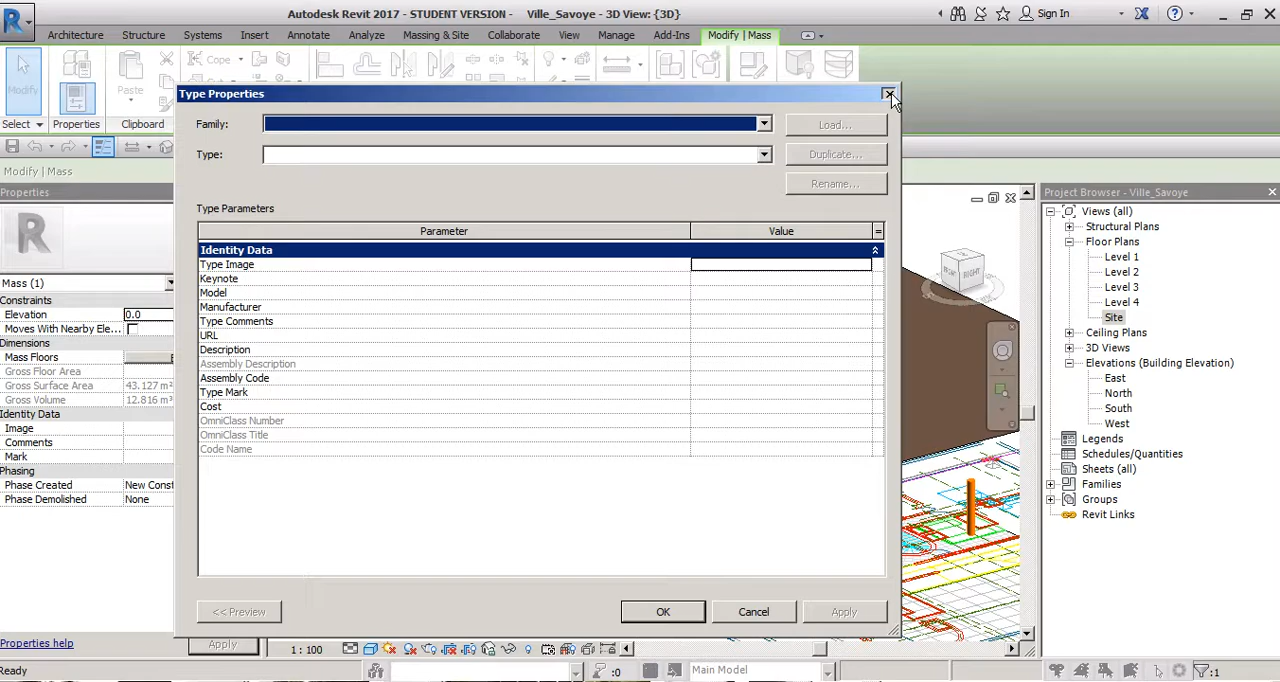 Autodesk Revit 2017 - STUDENT VERSION - Ville_Savoye - 3D View: {3D}
Sign In
Architecture Structure Systems Insert Annotate Analyze Massing & Site Collaborate View Manage Add-Ins Modify | Mass
Modify
Paste
Cope
Select Properties Clipboard
Modify | Mass
Properties
Mass (1)
Constraints
Elevation 0.0
Moves With Nearby Ele...
Dimensions
Mass Floors
Gross Floor Area
Gross Surface Area 43.127 m²
Gross Volume 12.816 m³
Identity Data
Image
Comments
Mark
Phasing
Phase Created New Const
Phase Demolished None
Properties help
Apply
Type Properties
Family:
Load...
Type:
Duplicate...
Rename...
Type Parameters
Parameter Value =
Identity Data
Type Image
Keynote
Model
Manufacturer
Type Comments
URL
Description
Assembly Description
Assembly Code
Type Mark
Cost
OmniClass Number
OmniClass Title
Code Name
<< Preview OK Cancel Apply
RIGHT
Project Browser - Ville_Savoye
Views (all)
Structural Plans
Floor Plans
Level 1
Level 2
Level 3
Level 4
Site
Ceiling Plans
3D Views
Elevations (Building Elevation)
East
North
South
West
Legends
Schedules/Quantities
Sheets (all)
Families
Groups
Revit Links
1 : 100
Ready
:0
Main Model
:1